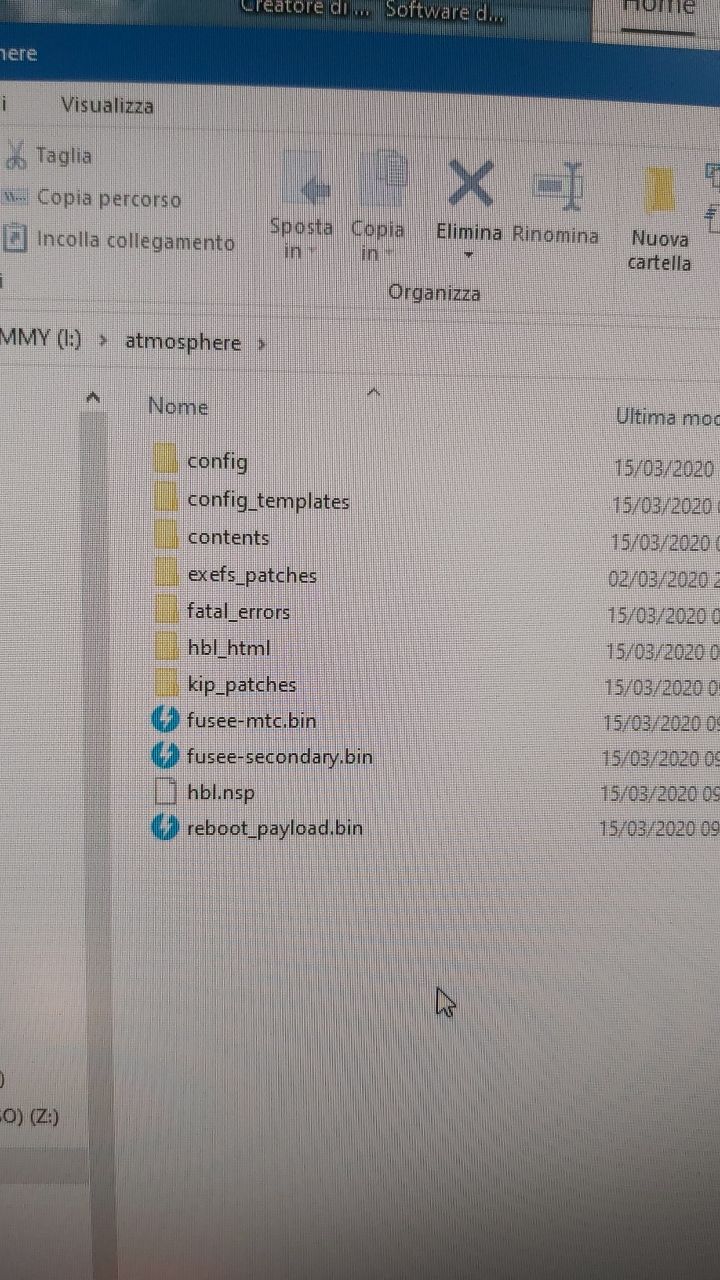 Creatore di ... Software d...
Home
here
i Visualizza
Taglia
Copia percorso
Incolla collegamento
Sposta in
Copia in
Elimina
Rinomina
Nuova cartella
i
Organizza
MMY (I:) > atmosphere >
Nome Ultima mod
config 15/03/2020
config_templates 15/03/2020 0
contents 15/03/2020 0
exefs_patches 02/03/2020 2
fatal_errors 15/03/2020 0
hbl_html 15/03/2020 0
kip_patches 15/03/2020 09
fusee-mtc.bin 15/03/2020 09
fusee-secondary.bin 15/03/2020 09
hbl.nsp 15/03/2020 09
reboot_payload.bin 15/03/2020 09
)
SO) (Z:)